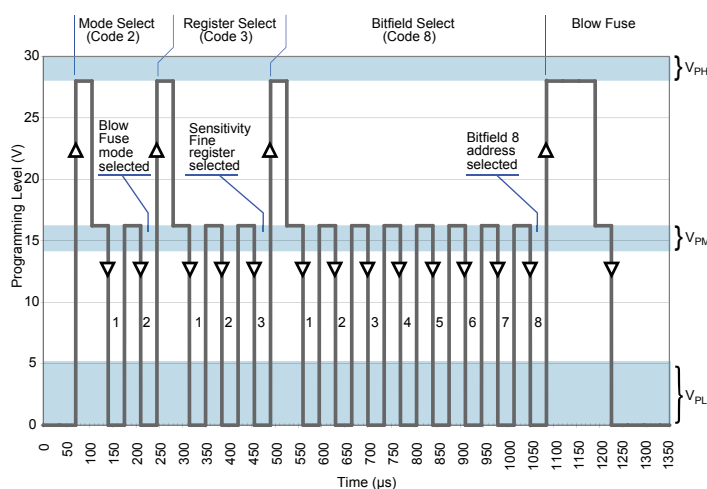 Mode Select
(Code 2)
Register Select
(Code 3)
Bitfield Select
(Code 8)
Blow Fuse
30
25
20
15
10
5
0
Programming Level (V)
VPH
VPM
VPL
Blow
Fuse
mode
selected
Sensitivity
Fine
register
selected
Bitfield 8
address
selected
1
2
1
2
3
1
2
3
4
5
6
7
8
0
50
100
150
200
250
300
350
400
450
500
550
600
650
700
750
800
850
900
950
1000
1050
1100
1150
1200
1250
1300
1350
Time (µs)